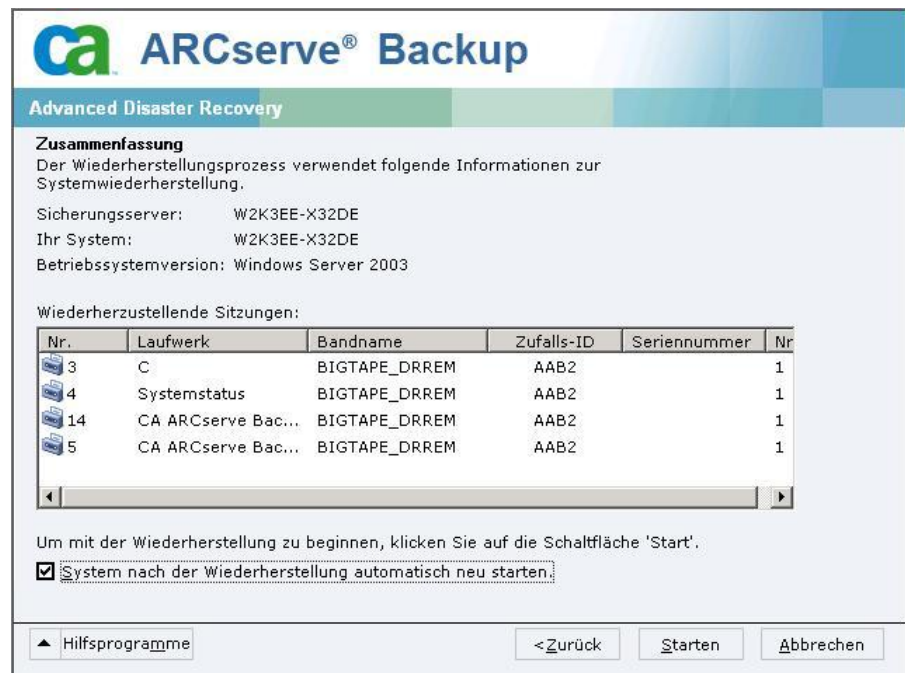 ca ARCserve® Backup
Advanced Disaster Recovery
Zusammenfassung
Der Wiederherstellungsprozess verwendet folgende Informationen zur
Systemwiederherstellung.
Sicherungsserver: W2K3EE-X32DE
Ihr System: W2K3EE-X32DE
Betriebssystemversion: Windows Server 2003
Wiederherzustellende Sitzungen:
Nr. Laufwerk Bandname Zufalls-ID Seriennummer Nr
3 C BIGTAPE_DRREM AAB2 1
4 Systemstatus BIGTAPE_DRREM AAB2 1
14 CA ARCserve Bac... BIGTAPE_DRREM AAB2 1
5 CA ARCserve Bac... BIGTAPE_DRREM AAB2 1
Um mit der Wiederherstellung zu beginnen, klicken Sie auf die Schaltfläche 'Start'.
System nach der Wiederherstellung automatisch neu starten.
Hilfsprogramme <Zurück Starten Abbrechen